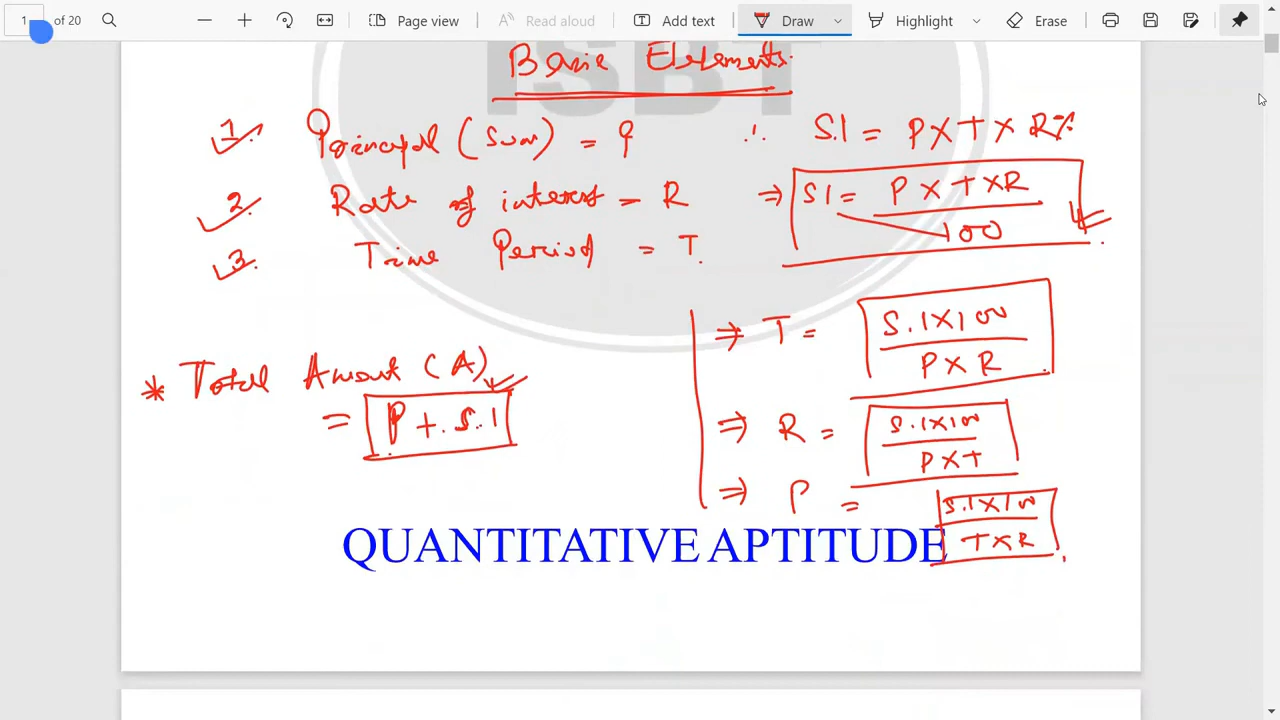 1 of 20 Page view Read aloud Add text Draw Highlight Erase
Basic Elements
1. Principal (Sum) = P
∴ S.I = P X T X R%
2. Rate of interest = R
⇒ S.I = P X T X R / 100
3. Time Period = T.
⇒ T = S.I X 100 / P X R
* Total Amount (A)
= P + S.I
⇒ R = S.I X 100 / P X T
⇒ P = S.I X 100 / T X R
QUANTITATIVE APTITUDE